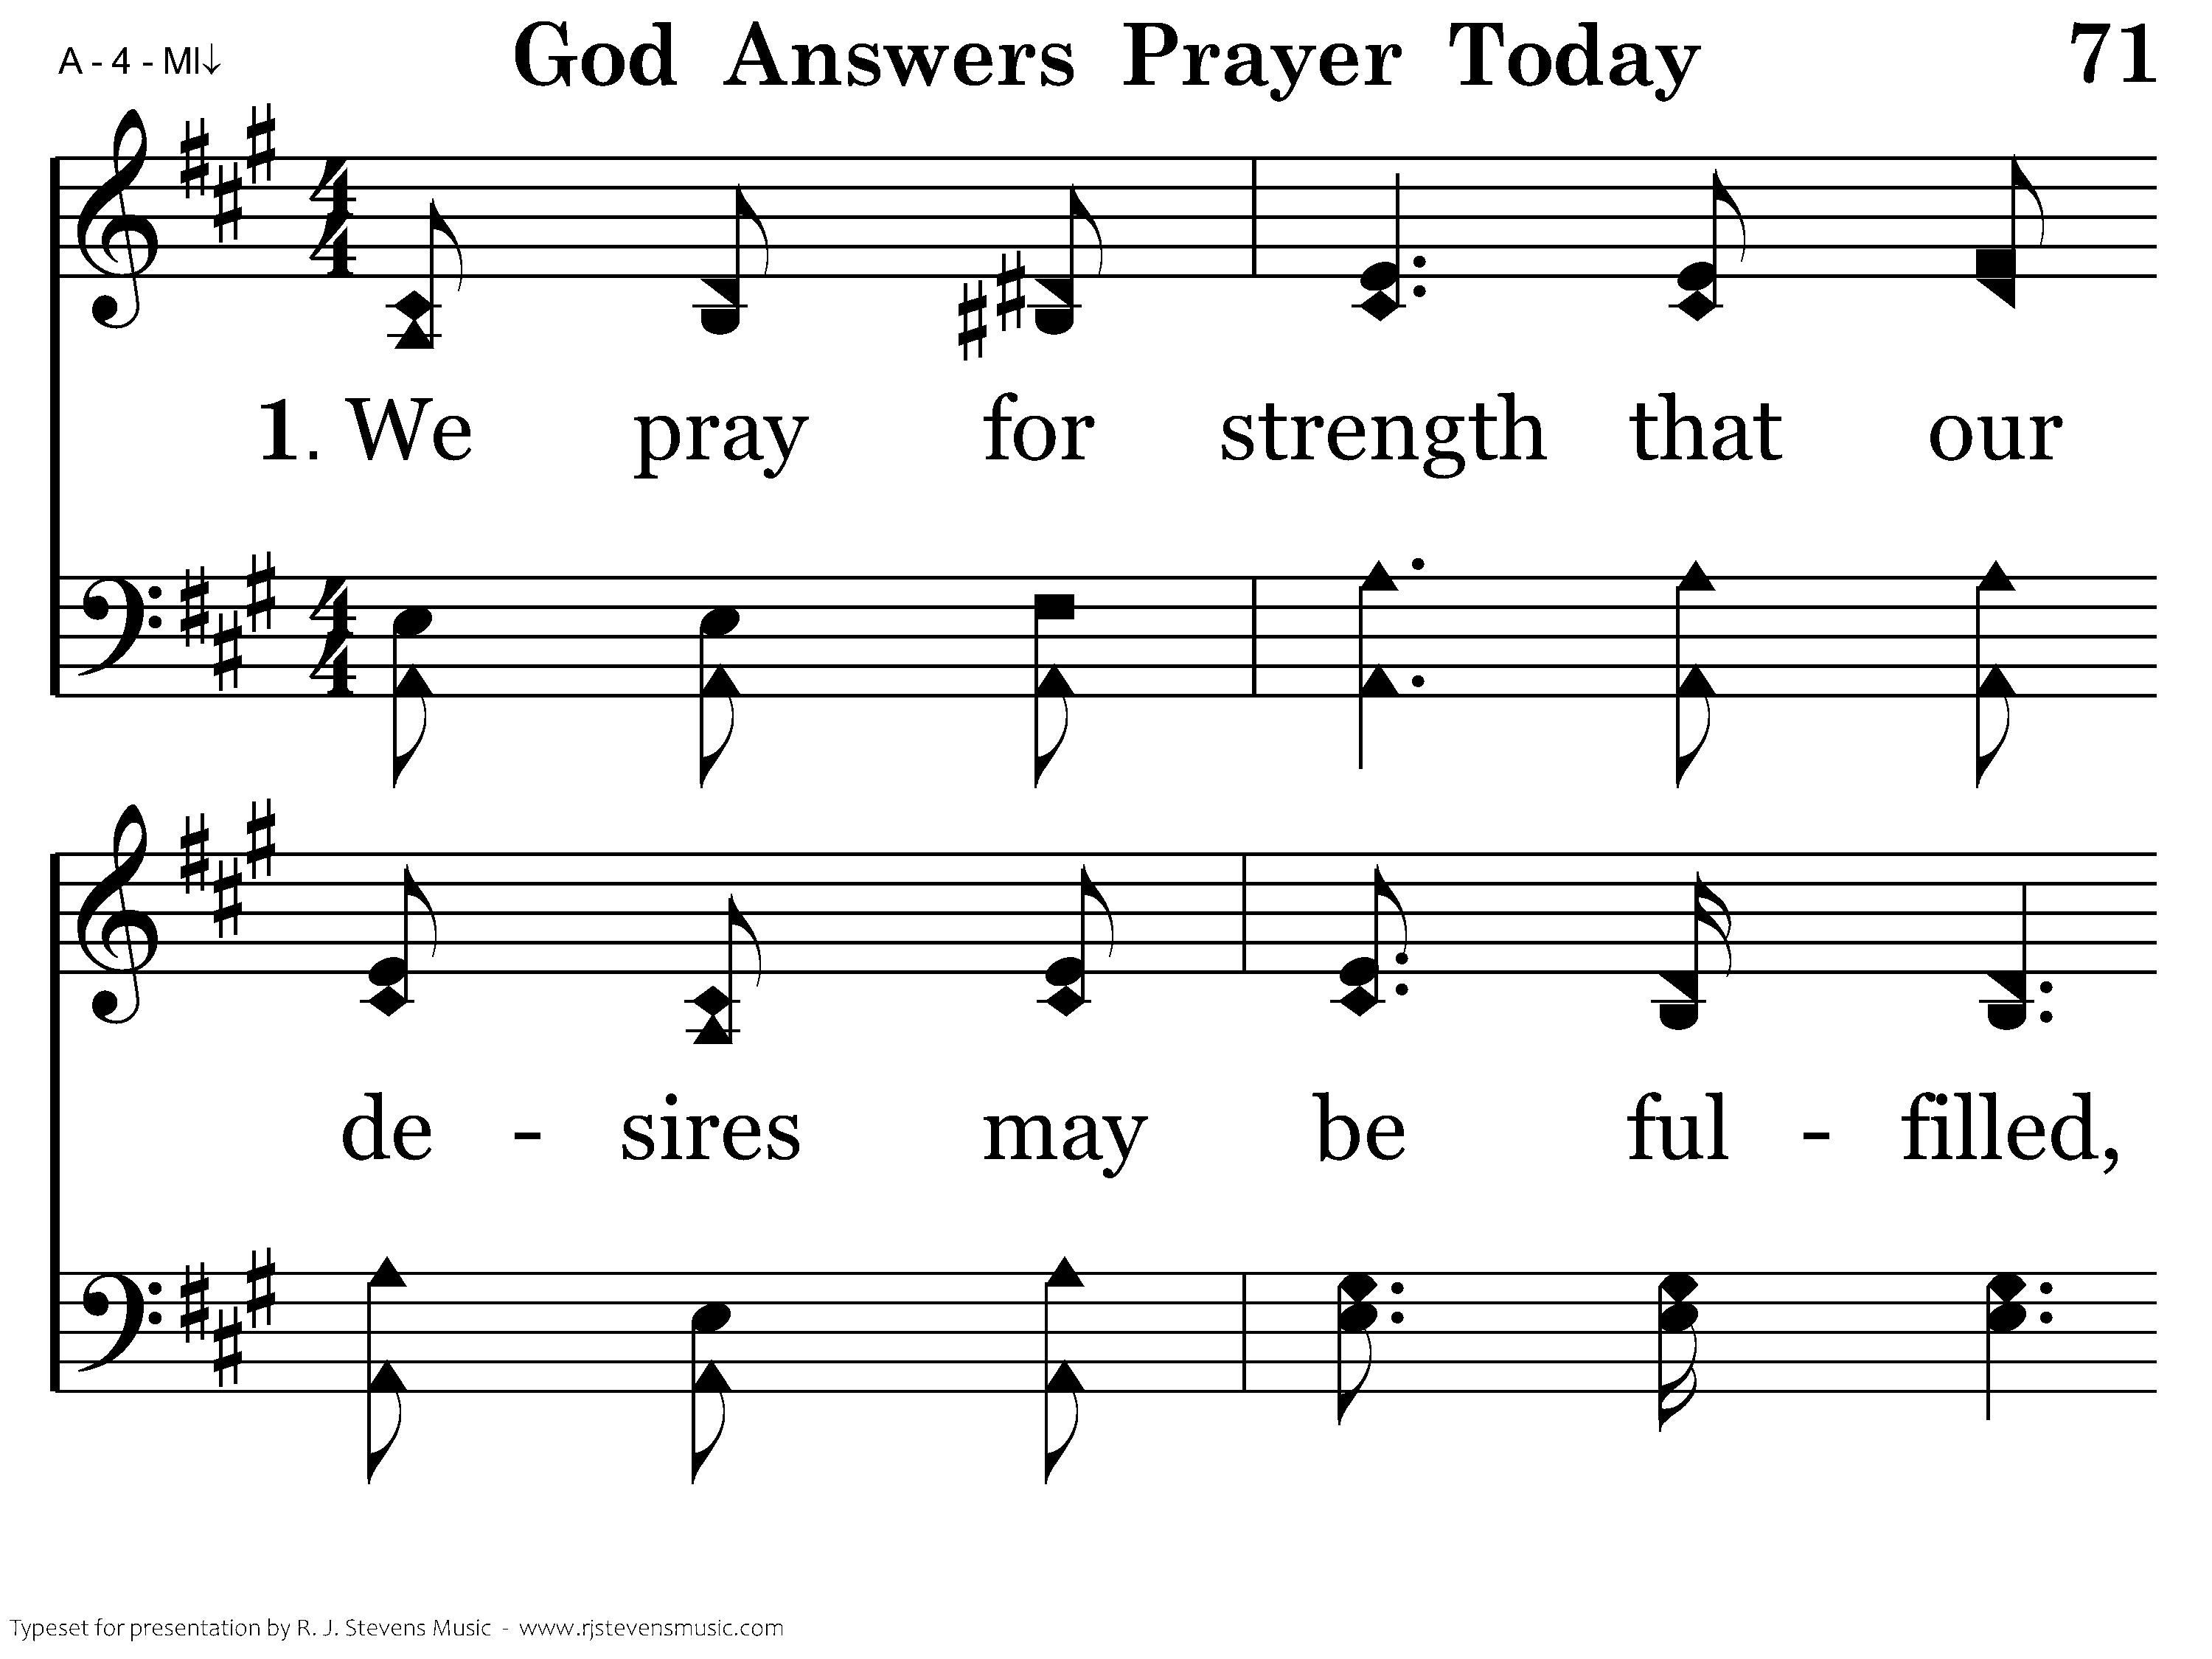 A - 4 - MI↓ God Answers Prayer Today 71
1. We pray for strength that our
de - sires may be ful - filled,
Typeset for presentation by R. J. Stevens Music - www.rjstevensmusic.com